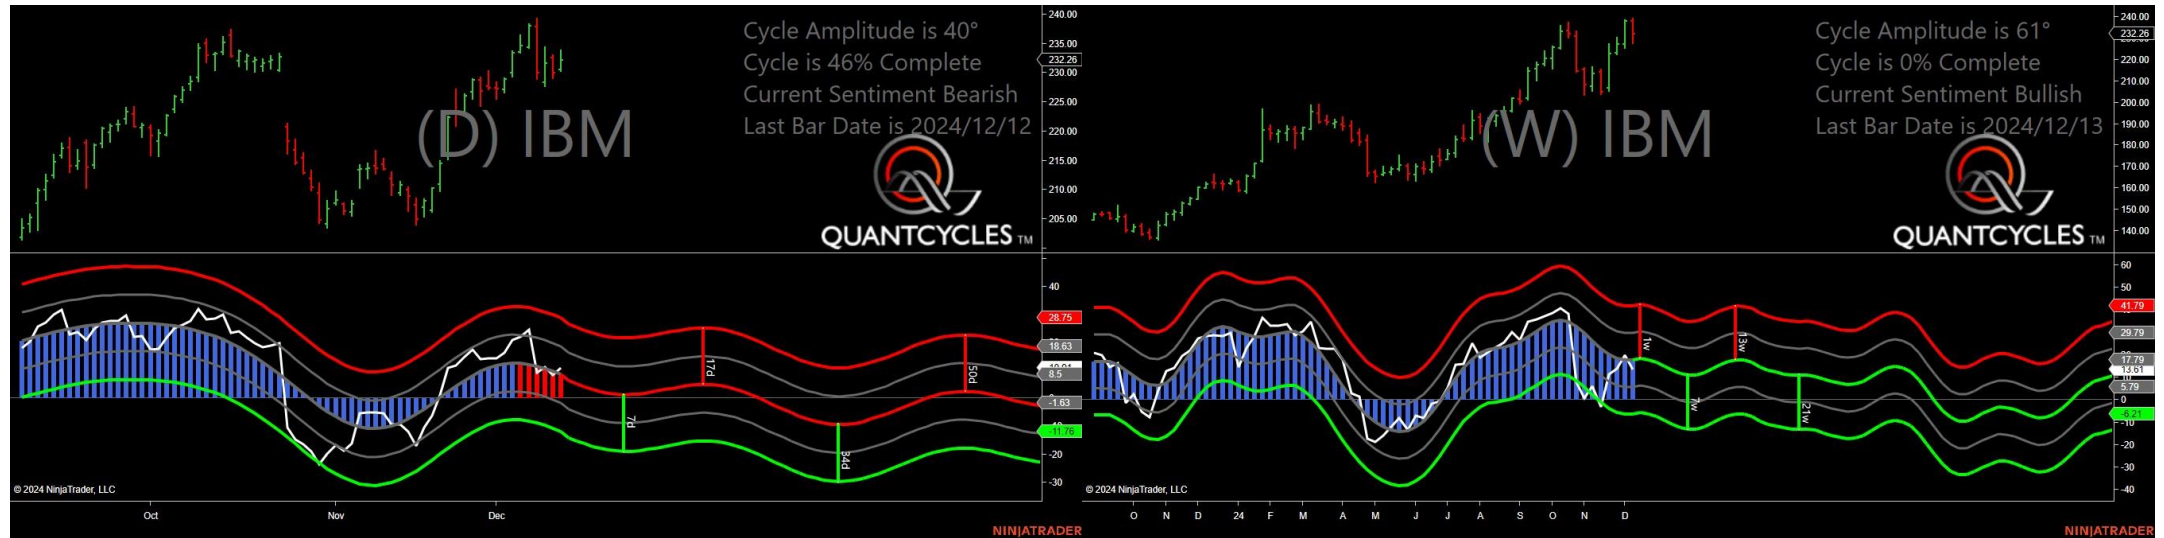 Cycle Amplitude is 40°
Cycle is 46% Complete
Current Sentiment Bearish
Last Bar Date is 2024/12/12
(D) IBM
QUANTCYCLES TM
240.00
235.00
232.26
230.00
225.00
220.00
215.00
210.00
205.00
40
28.75
18.63
8.5
-1.63
-11.76
-20
-30
7d
17d
34d
50d
© 2024 NinjaTrader, LLC
Oct
Nov
Dec
NINJATRADER
Cycle Amplitude is 61°
Cycle is 0% Complete
Current Sentiment Bullish
Last Bar Date is 2024/12/13
(W) IBM
QUANTCYCLES TM
240.00
232.26
220.00
210.00
200.00
190.00
180.00
170.00
160.00
150.00
140.00
60
50
41.79
29.79
17.79
13.61
5.79
0
-6.21
-10
-20
-30
-40
1w
7w
13w
21w
© 2024 NinjaTrader, LLC
O N D 24 F M A M J J A S O N D
NINJATRADER